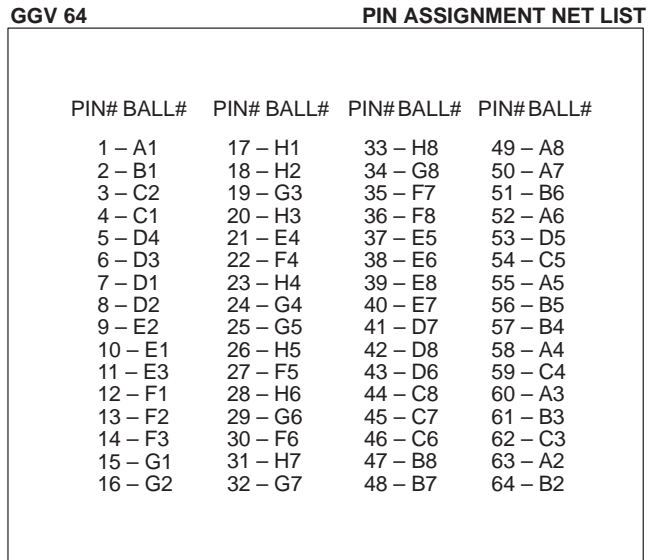 GGV 64 PIN ASSIGNMENT NET LIST
PIN# BALL# PIN# BALL# PIN# BALL# PIN# BALL#
1 – A1 17 – H1 33 – H8 49 – A8
2 – B1 18 – H2 34 – G8 50 – A7
3 – C2 19 – G3 35 – F7 51 – B6
4 – C1 20 – H3 36 – F8 52 – A6
5 – D4 21 – E4 37 – E5 53 – D5
6 – D3 22 – F4 38 – E6 54 – C5
7 – D1 23 – H4 39 – E8 55 – A5
8 – D2 24 – G4 40 – E7 56 – B5
9 – E2 25 – G5 41 – D7 57 – B4
10 – E1 26 – H5 42 – D8 58 – A4
11 – E3 27 – F5 43 – D6 59 – C4
12 – F1 28 – H6 44 – C8 60 – A3
13 – F2 29 – G6 45 – C7 61 – B3
14 – F3 30 – F6 46 – C6 62 – C3
15 – G1 31 – H7 47 – B8 63 – A2
16 – G2 32 – G7 48 – B7 64 – B2